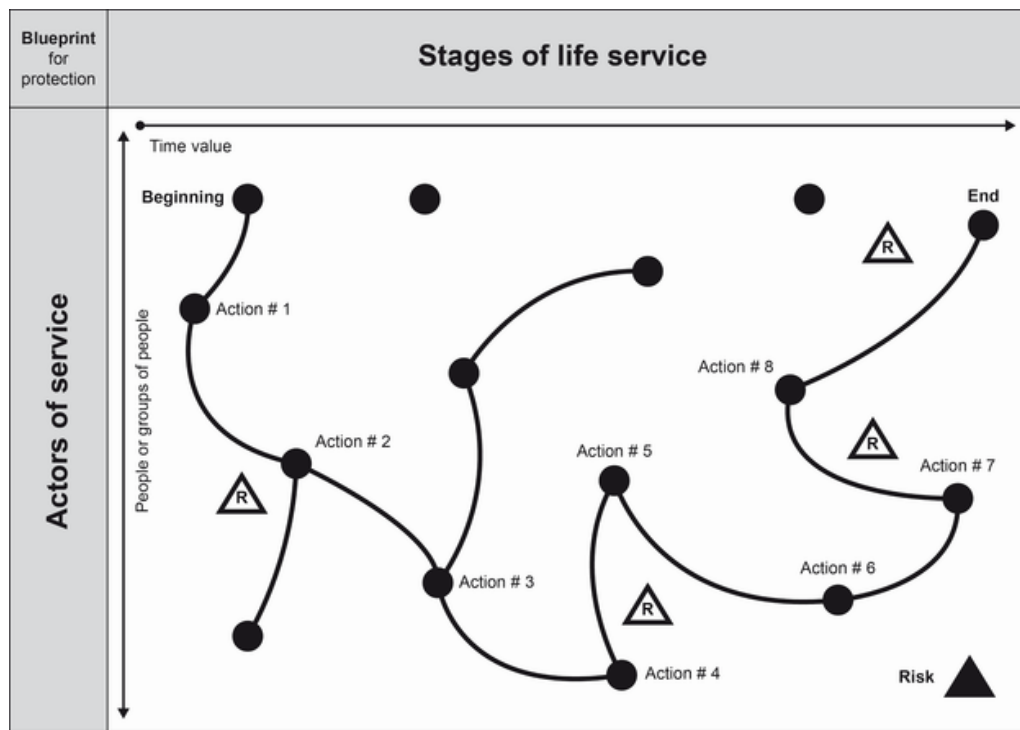 Blueprint
for
protection
Stages of life service
Time value
Beginning
End
R
Action # 1
People or groups of people
Actors of service
Action # 8
Action # 2
R
Action # 5
Action # 7
R
Action # 6
Action # 3
R
Action # 4
Risk